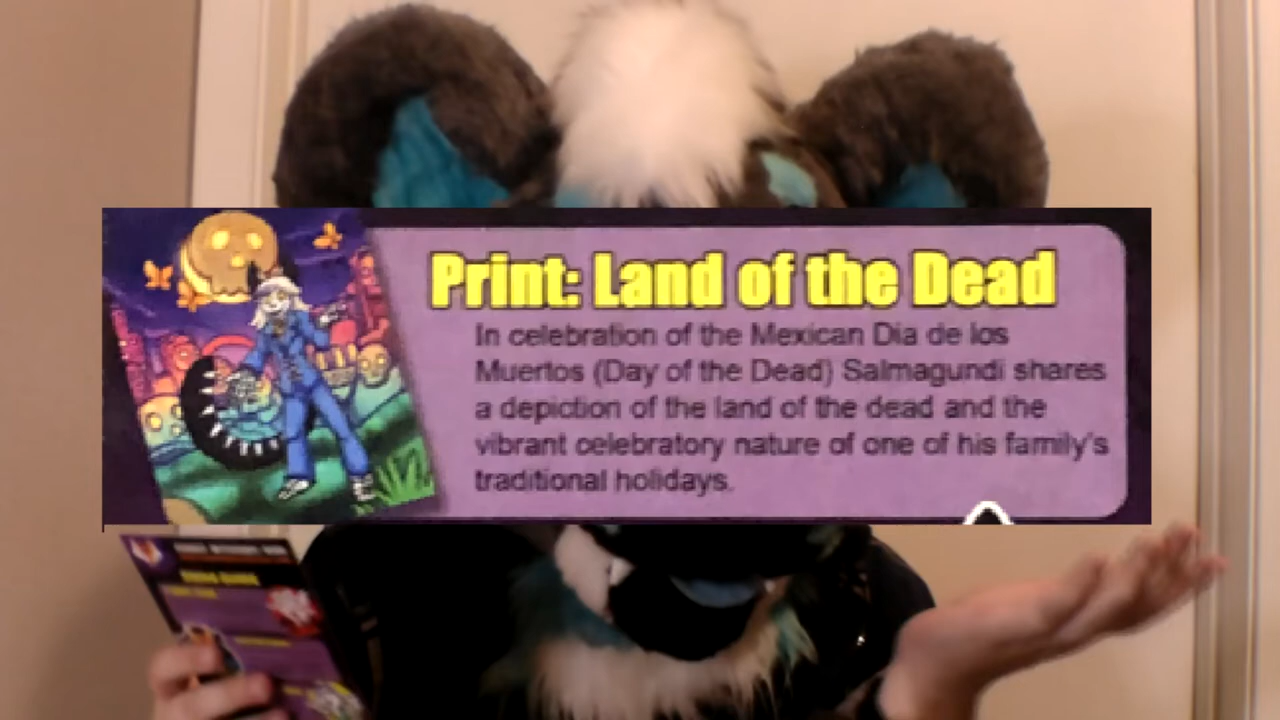 Print: Land of the Dead
In celebration of the Mexican Dia de los
Muertos (Day of the Dead) Salmagundi shares
a depiction of the land of the dead and the
vibrant celebratory nature of one of his family's
traditional holidays.